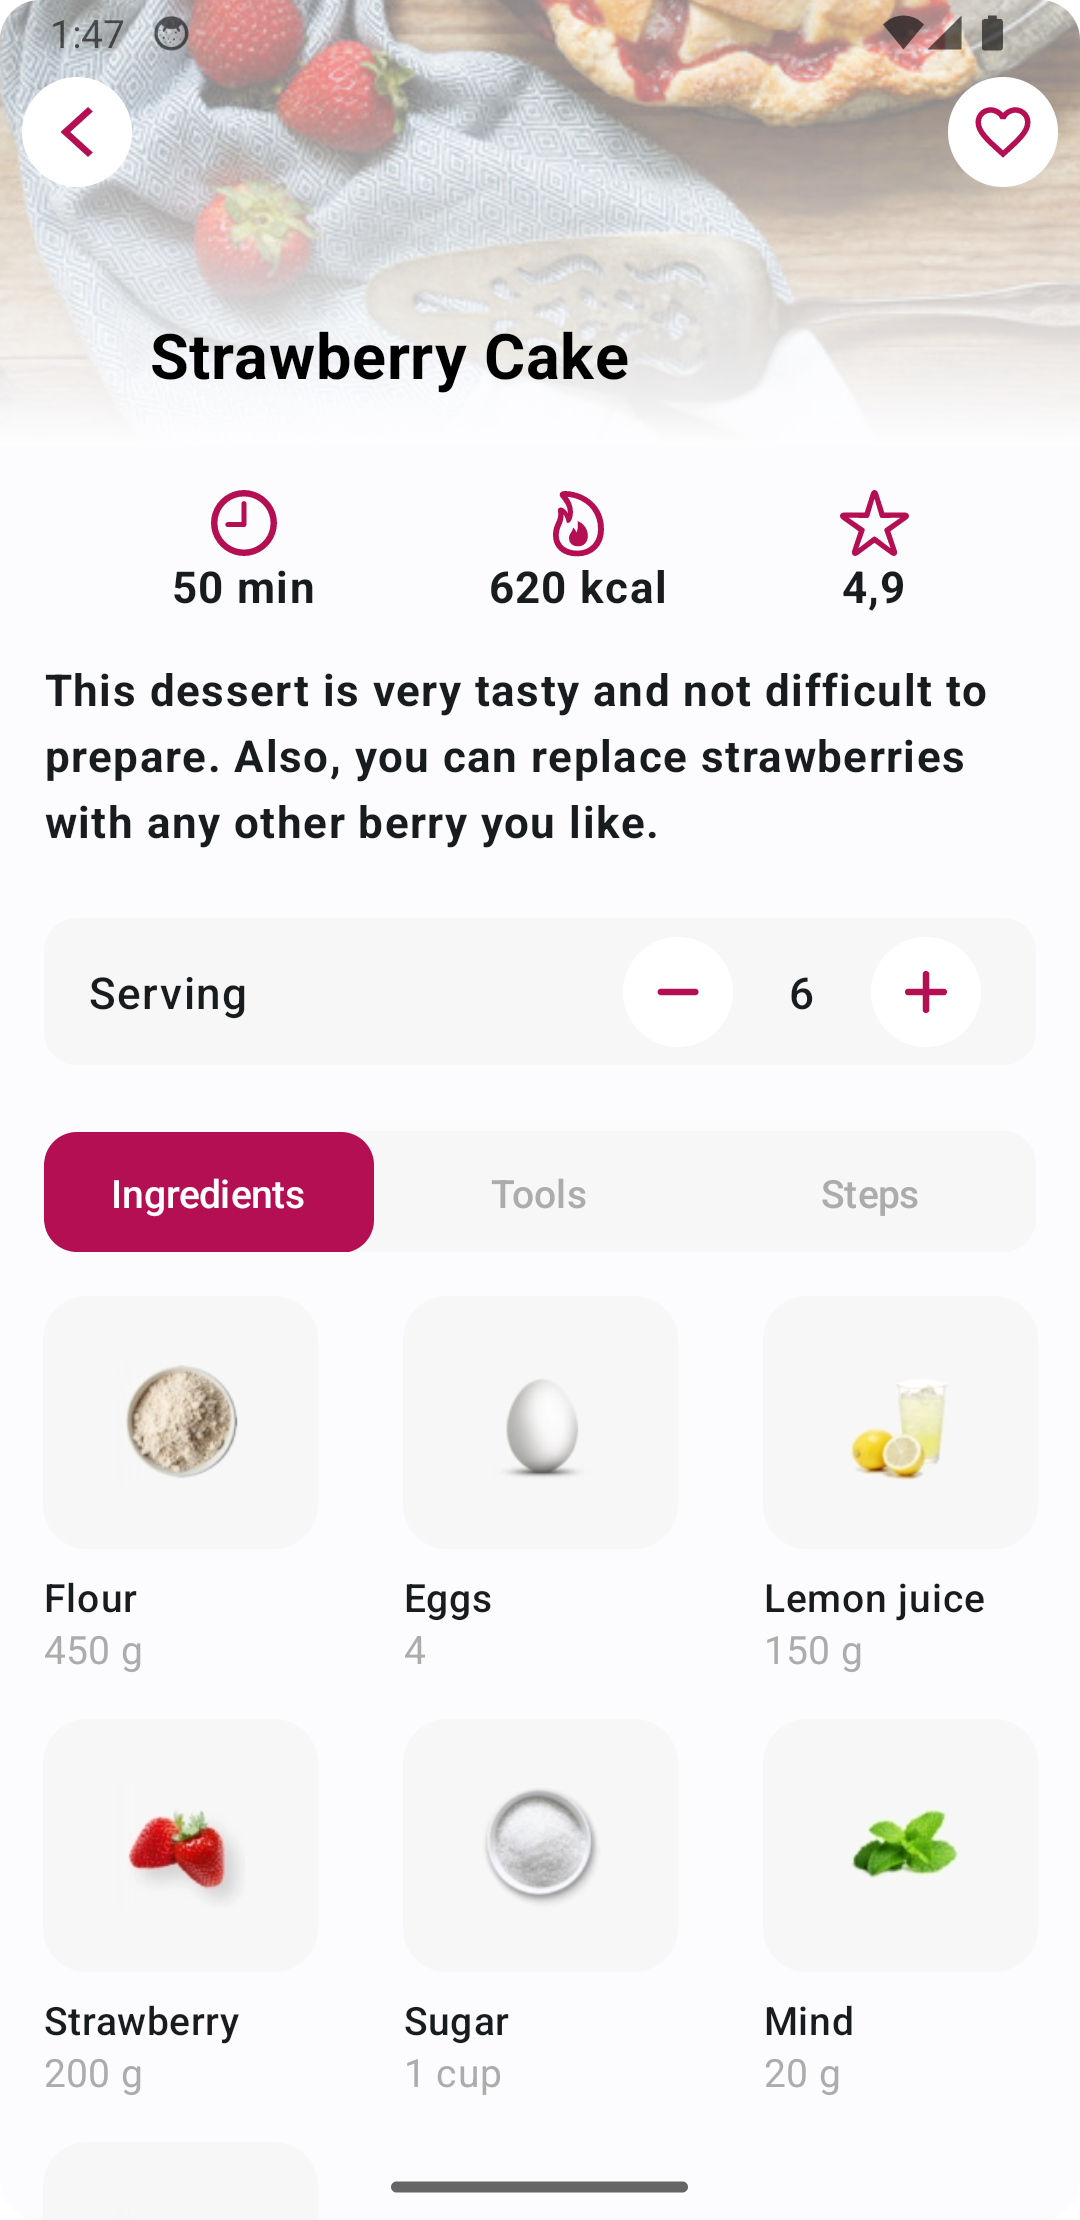 1:47
Strawberry Cake
50 min
620 kcal
4,9
This dessert is very tasty and not difficult to
prepare. Also, you can replace strawberries
with any other berry you like.
Serving
6
Ingredients
Tools
Steps
Flour
Eggs
Lemon juice
450 g
4
150 g
Strawberry
Sugar
Mind
200 g
1 cup
20 g